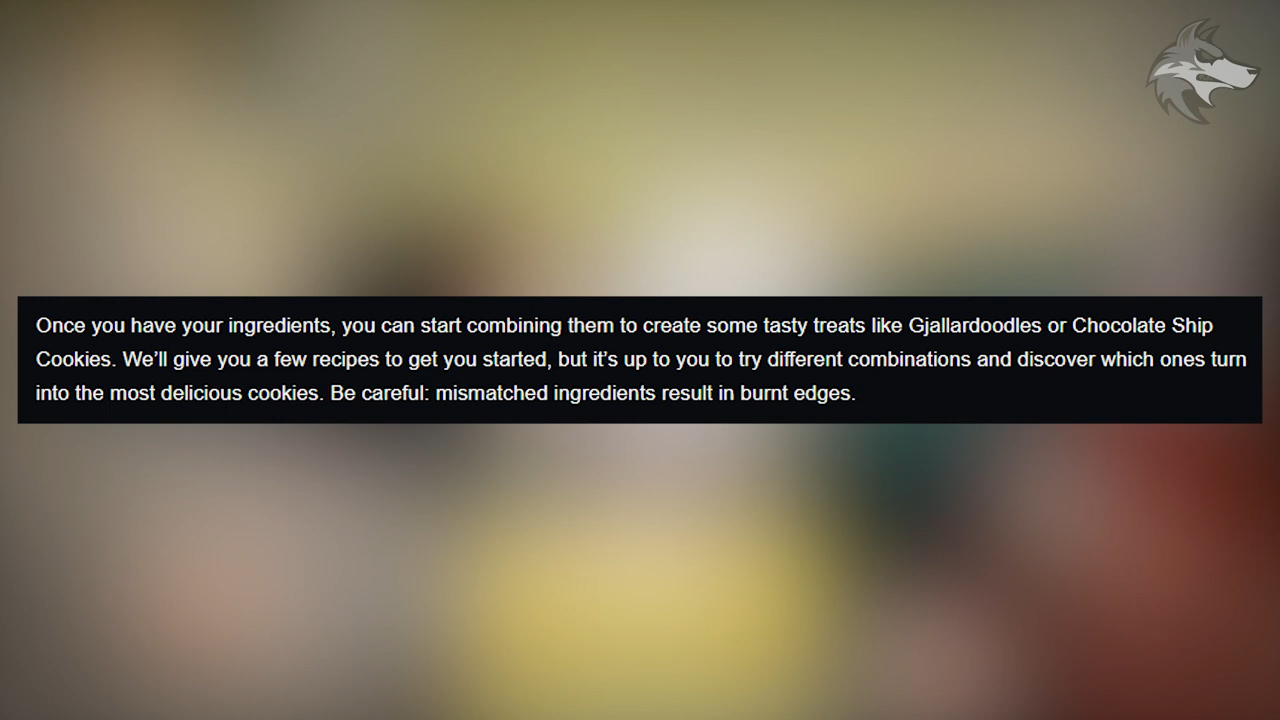 Once you have your ingredients, you can start combining them to create some tasty treats like Gjallardoodles or Chocolate Ship
Cookies. We’ll give you a few recipes to get you started, but it’s up to you to try different combinations and discover which ones turn
into the most delicious cookies. Be careful: mismatched ingredients result in burnt edges.